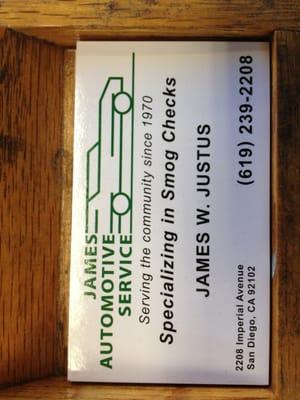 JAMES
AUTOMOTIVE
SERVICE
Serving the community since 1970
Specializing in Smog Checks
JAMES W. JUSTUS
2208 Imperial Avenue
San Diego, CA 92102
(619) 239-2208